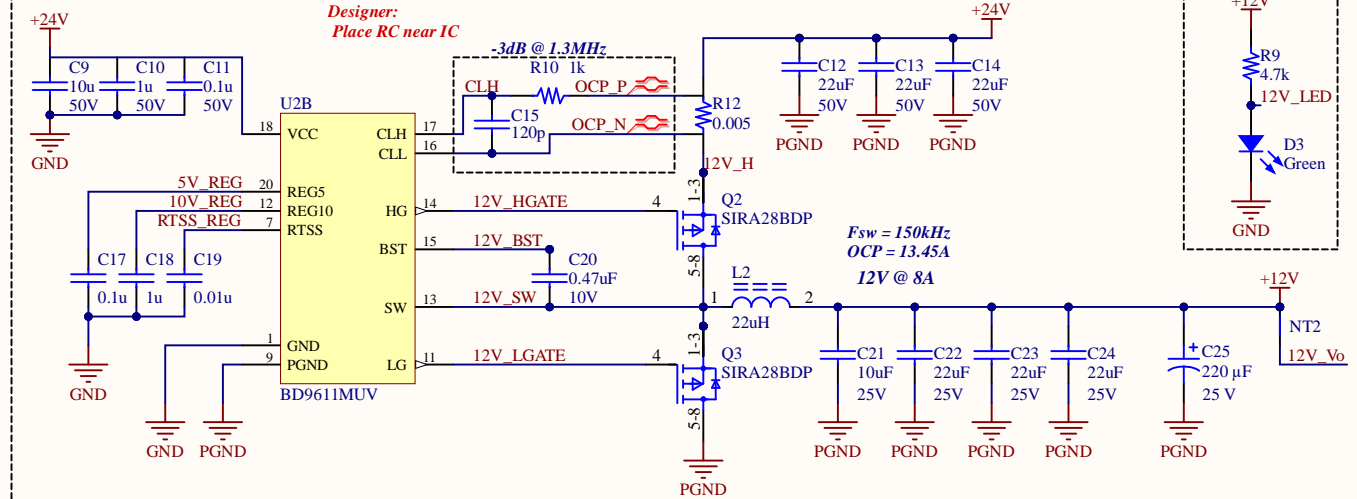 Designer:
Place RC near IC
+24V
C9
10u
50V
C10
1u
50V
C11
0.1u
50V
GND
-3dB @ 1.3MHz
R10 1k
CLH
OCP_P
C15
120p
OCP_N
+24V
C12
22uF
50V
C13
22uF
50V
C14
22uF
50V
PGND
PGND
PGND
R12
0.005
12V_H
+12V
R9
4.7k
12V_LED
D3
Green
GND
U2B
18 VCC
CLH 17
CLL 16
20 REG5
12 REG10
7 RTSS
HG 14
BST 15
SW 13
1 GND
9 PGND
LG 11
BD9611MUV
5V_REG
10V_REG
RTSS_REG
C17
0.1u
C18
1u
C19
0.01u
GND
GND
PGND
12V_HGATE
4
1-3
Q2
SIRA28BDP
5-8
12V_BST
C20
0.47uF
10V
12V_SW
Fsw = 150kHz
OCP = 13.45A
12V @ 8A
L2
1
2
22uH
12V_LGATE
4
1-3
Q3
SIRA28BDP
5-8
PGND
C21
10uF
25V
C22
22uF
25V
C23
22uF
25V
C24
22uF
25V
C25
220 µF
25 V
+
PGND
PGND
PGND
PGND
PGND
+12V
NT2
12V_Vo